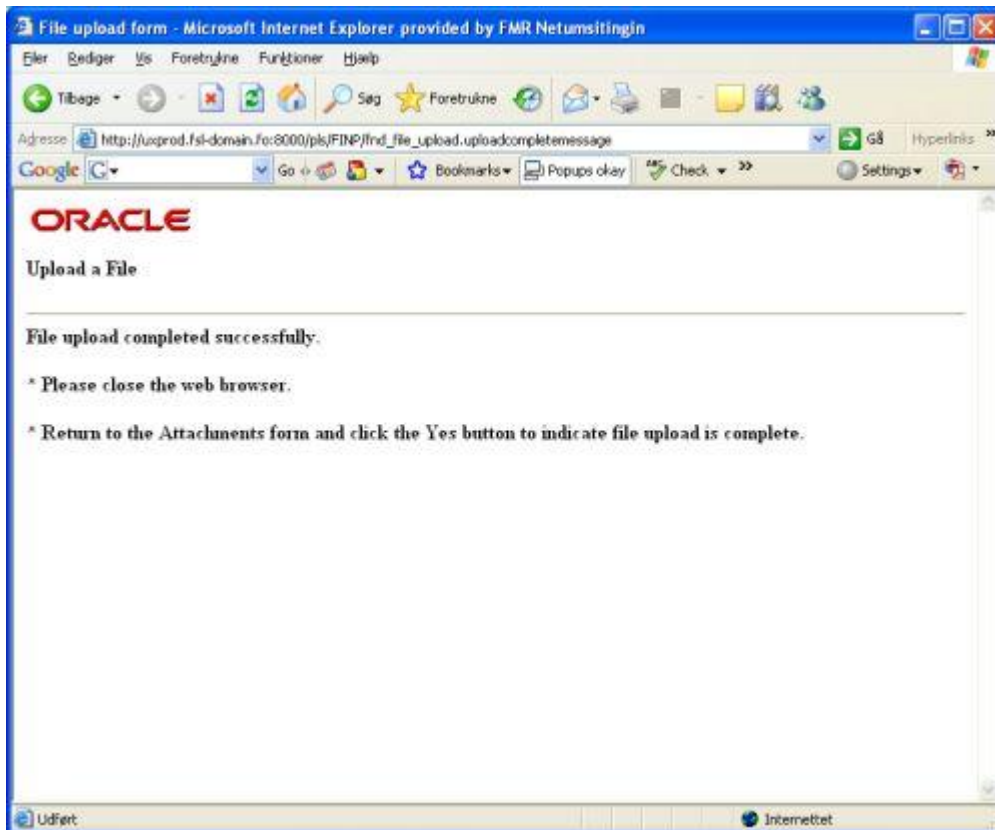 File upload form - Microsoft Internet Explorer provided by FMR Netumsitingin
Filer Rediger Vis Foretrukne Funktioner Hjælp
Tilbage Søg Foretrukne
Adresse http://uxprod.fsl-domain.fo:8000/pls/FINP/fnd_file_upload.uploadcompletemessage Gå Hyperlinks »
Google G Go Bookmarks Popups okay Check » Settings
ORACLE
Upload a File
File upload completed successfully.
* Please close the web browser.
* Return to the Attachments form and click the Yes button to indicate file upload is complete.
Udført Internettet